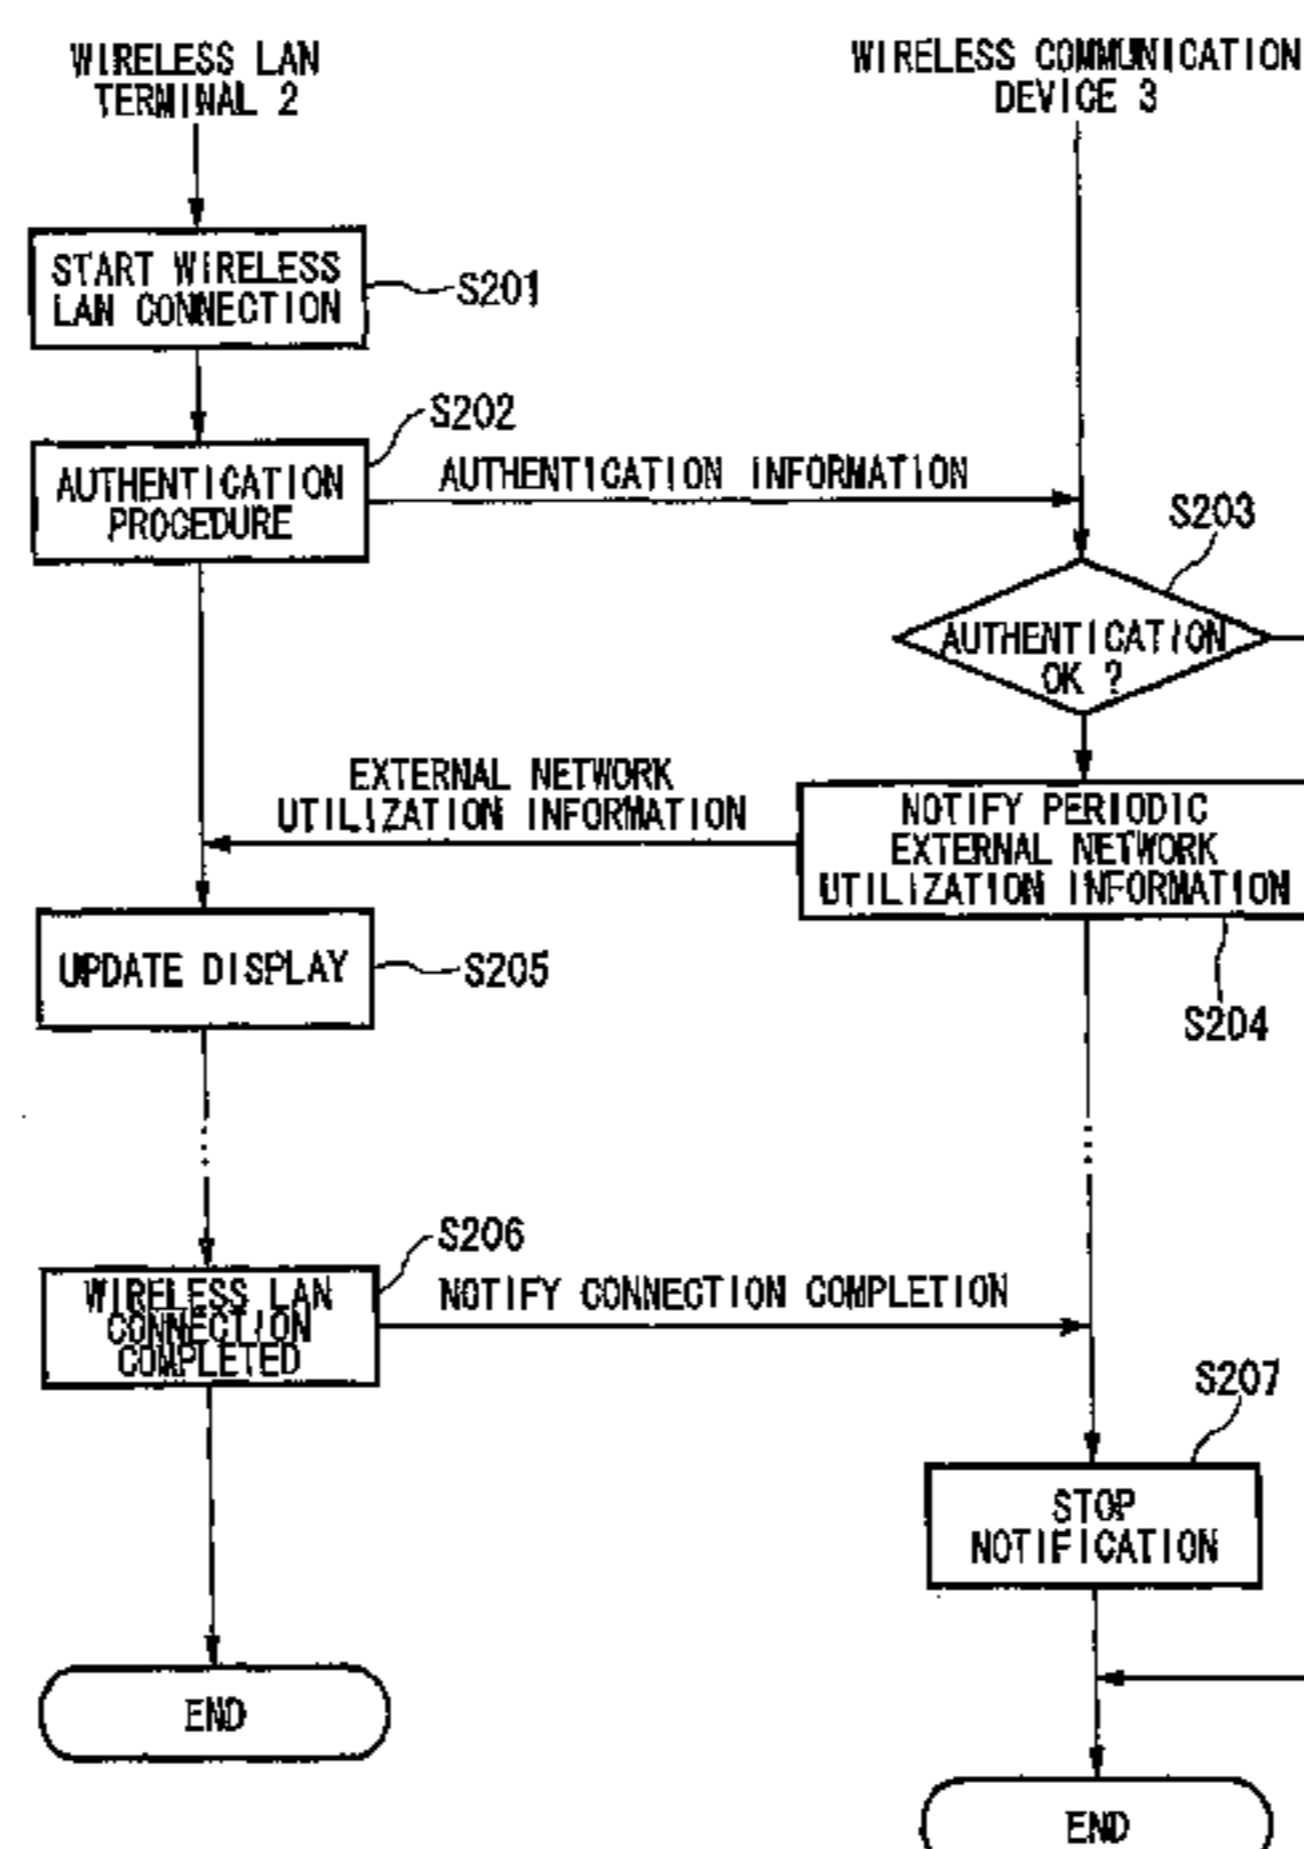 WIRELESS LAN
TERMINAL 2
WIRELESS COMMUNICATION
DEVICE 3
START WIRELESS
LAN CONNECTION
S201
S202
AUTHENTICATION
PROCEDURE
AUTHENTICATION INFORMATION
S203
AUTHENTICATION
OK ?
EXTERNAL NETWORK
UTILIZATION INFORMATION
NOTIFY PERIODIC
EXTERNAL NETWORK
UTILIZATION INFORMATION
S204
UPDATE DISPLAY
S205
S206
WIRELESS LAN
CONNECTION
COMPLETED
NOTIFY CONNECTION COMPLETION
S207
STOP
NOTIFICATION
END
END